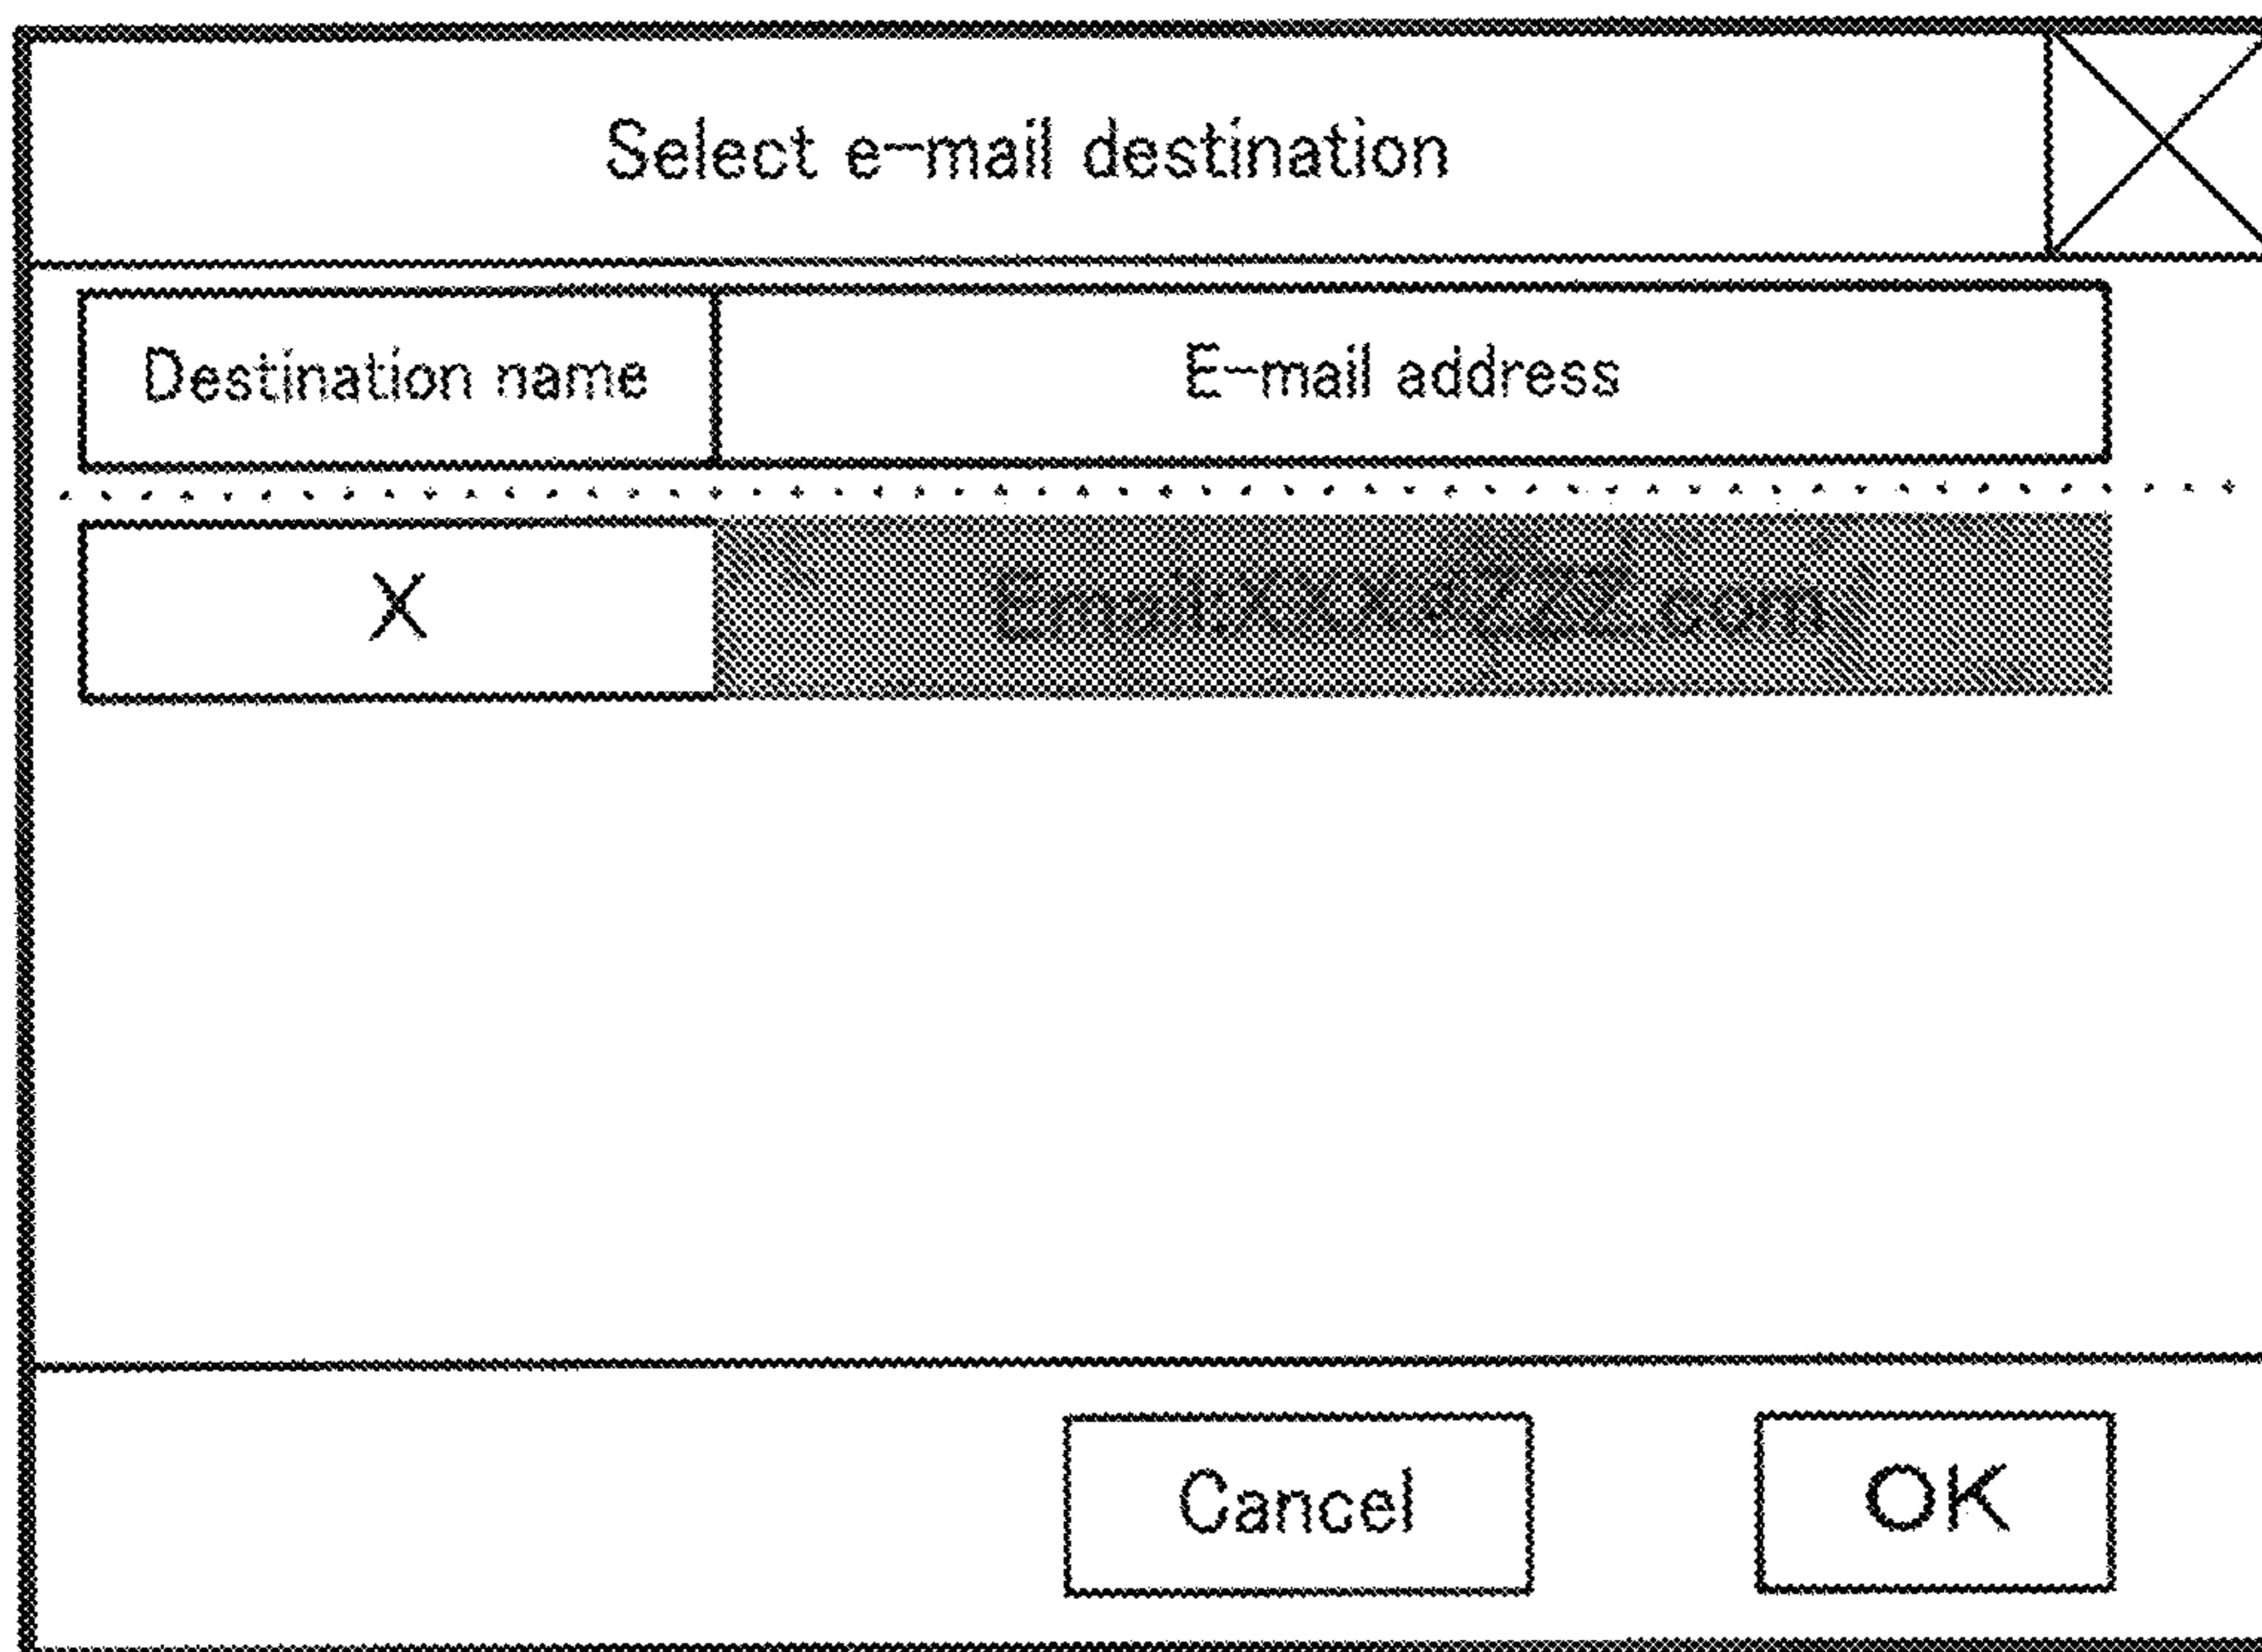 Select e-mail destination
Destination name E-mail address
X
Cancel OK